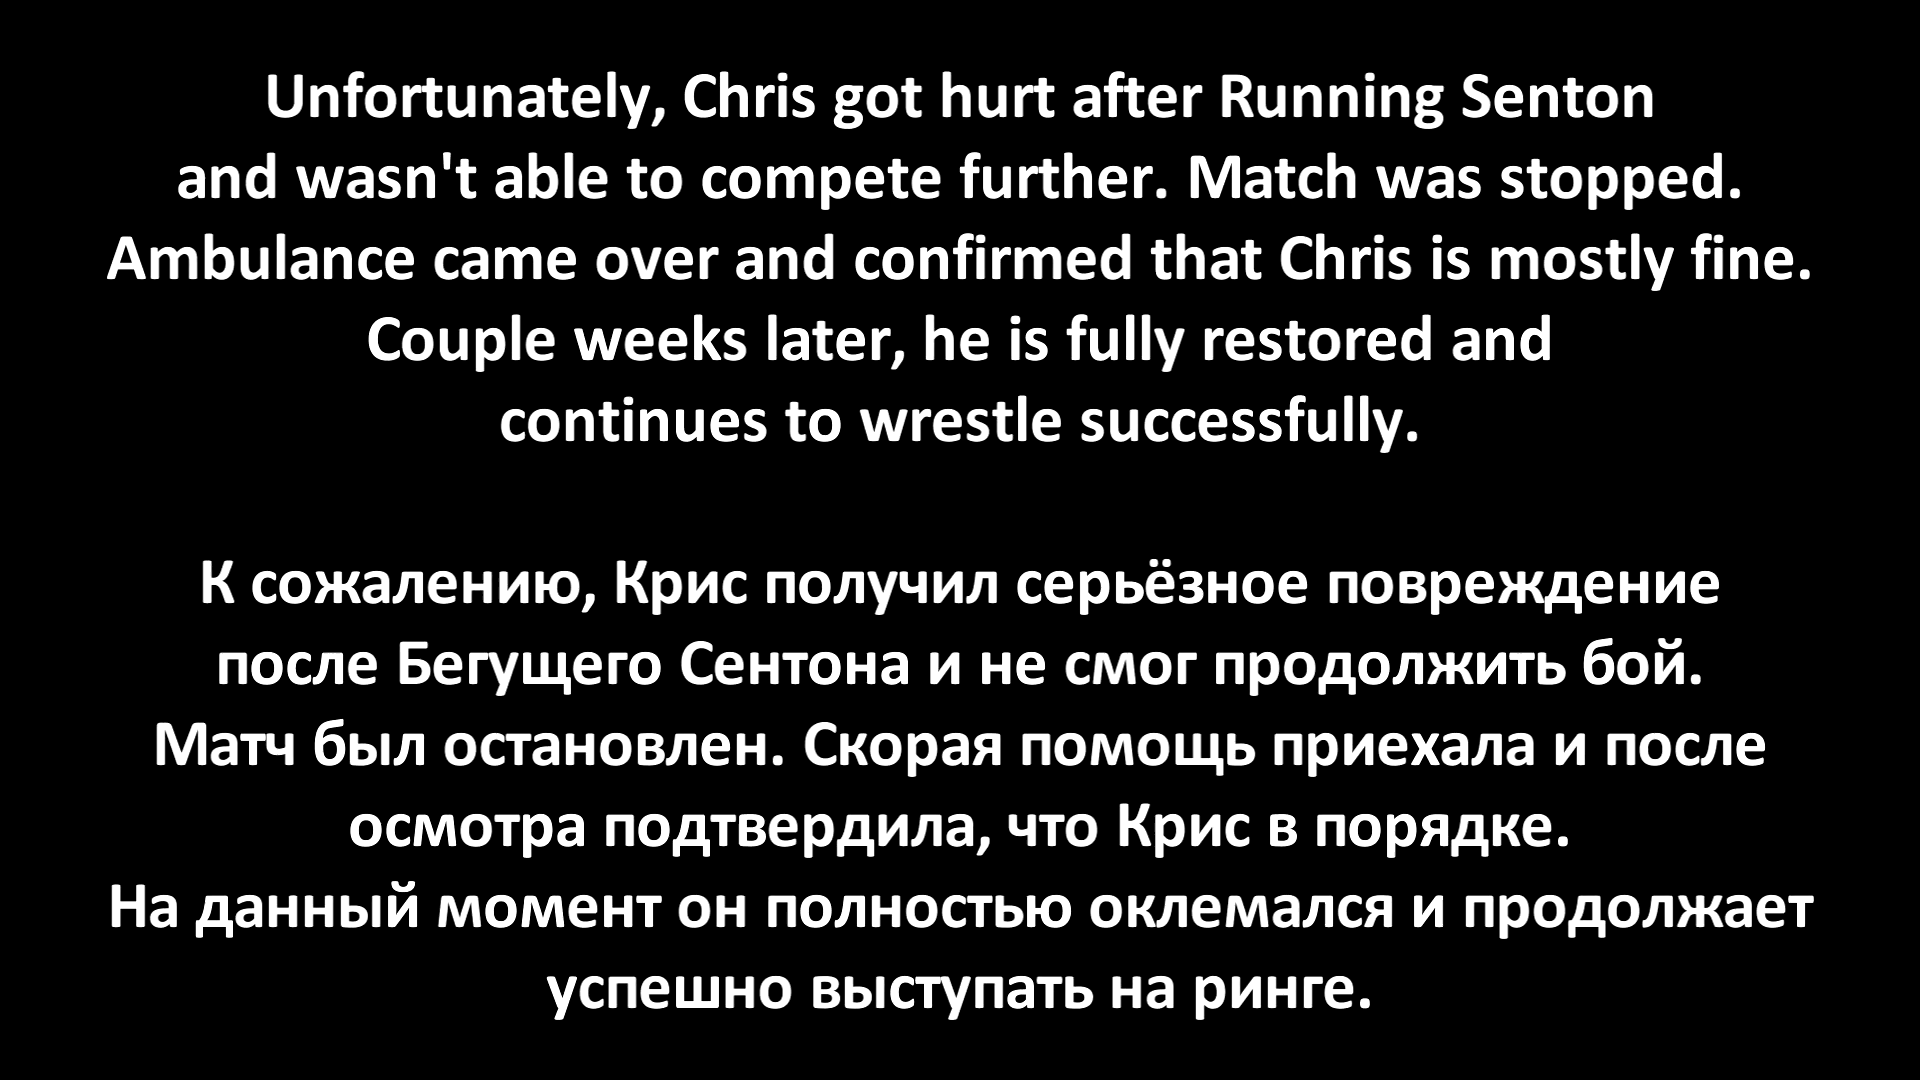 Unfortunately, Chris got hurt after Running Senton
and wasn't able to compete further. Match was stopped.
Ambulance came over and confirmed that Chris is mostly fine.
Couple weeks later, he is fully restored and
continues to wrestle successfully.
К сожалению, Крис получил серьёзное повреждение
после Бегущего Сентона и не смог продолжить бой.
Матч был остановлен. Скорая помощь приехала и после
осмотра подтвердила, что Крис в порядке.
На данный момент он полностью оклемался и продолжает
успешно выступать на ринге.